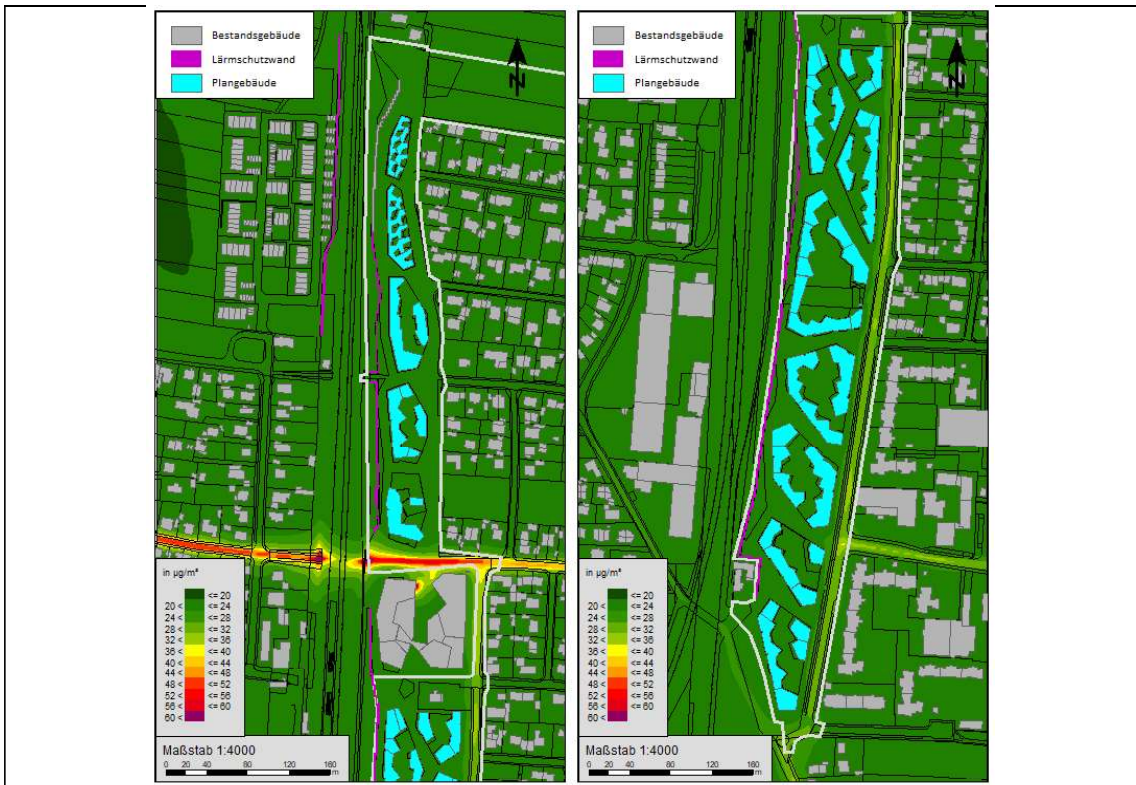 Bestandsgebäude
Lärmschutzwand
Plangebäude
N
in µg/m³
<= 20
20 < <= 24
24 < <= 28
28 < <= 32
32 < <= 36
36 < <= 40
40 < <= 44
44 < <= 48
48 < <= 52
52 < <= 56
56 < <= 60
60 <
Maßstab 1:4000
0 20 40 80 120 160
m
Bestandsgebäude
Lärmschutzwand
Plangebäude
N
in µg/m³
<= 20
20 < <= 24
24 < <= 28
28 < <= 32
32 < <= 36
36 < <= 40
40 < <= 44
44 < <= 48
48 < <= 52
52 < <= 56
56 < <= 60
60 <
Maßstab 1:4000
0 20 40 80 120 160
m